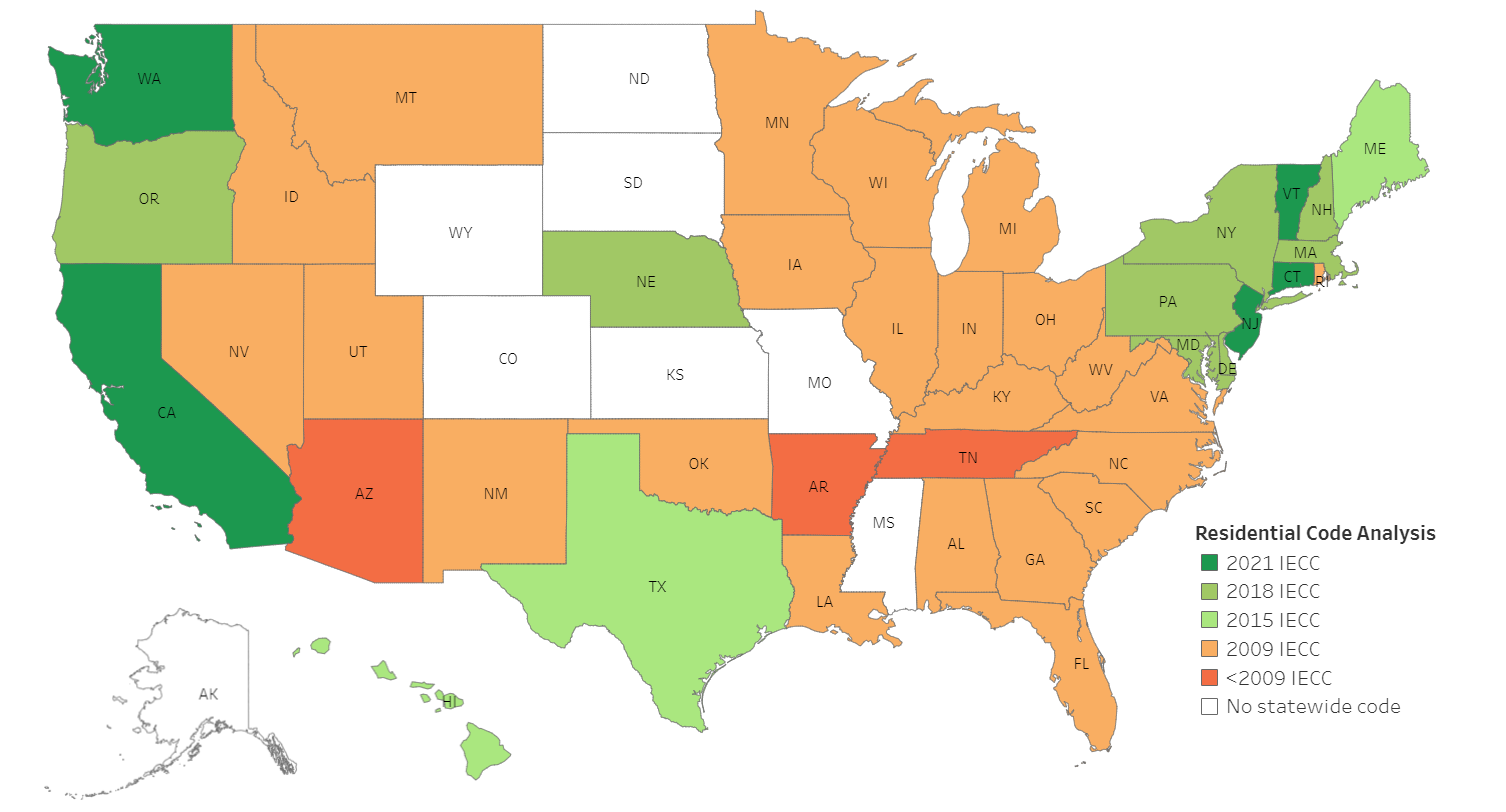 WA
MT
ND
MN
ME
OR
ID
SD
WI
VT
NH
WY
MI
NY
MA
IA
CT
RI
NE
PA
NV
UT
CO
KS
MO
IL
IN
OH
NJ
MD
DE
WV
VA
KY
CA
AZ
NM
OK
AR
TN
NC
SC
MS
AL
GA
TX
LA
FL
AK
HI
Residential Code Analysis
2021 IECC
2018 IECC
2015 IECC
2009 IECC
<2009 IECC
No statewide code